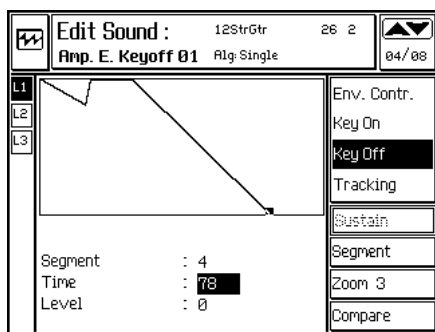 Edit Sound : 12StrGtr 26 2
Amp. E. Keyoff 01 Alg: Single 04/08
L1
L2
L3
Env. Contr.
Key On
Key Off
Tracking
Sustain
Segment
Zoom 3
Compare
Segment : 4
Time : 78
Level : 0